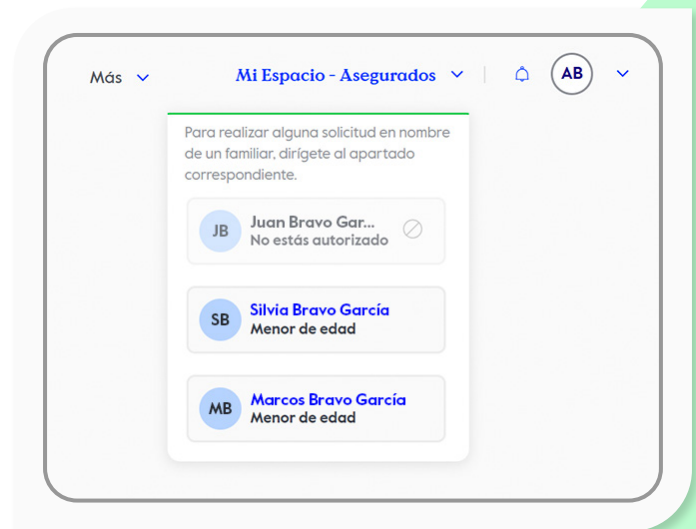 Más
Mi Espacio - Asegurados
AB
Para realizar alguna solicitud en nombre
de un familiar, dirígete al apartado
correspondiente.
JB
Juan Bravo Gar...
No estás autorizado
SB
Silvia Bravo García
Menor de edad
MB
Marcos Bravo García
Menor de edad